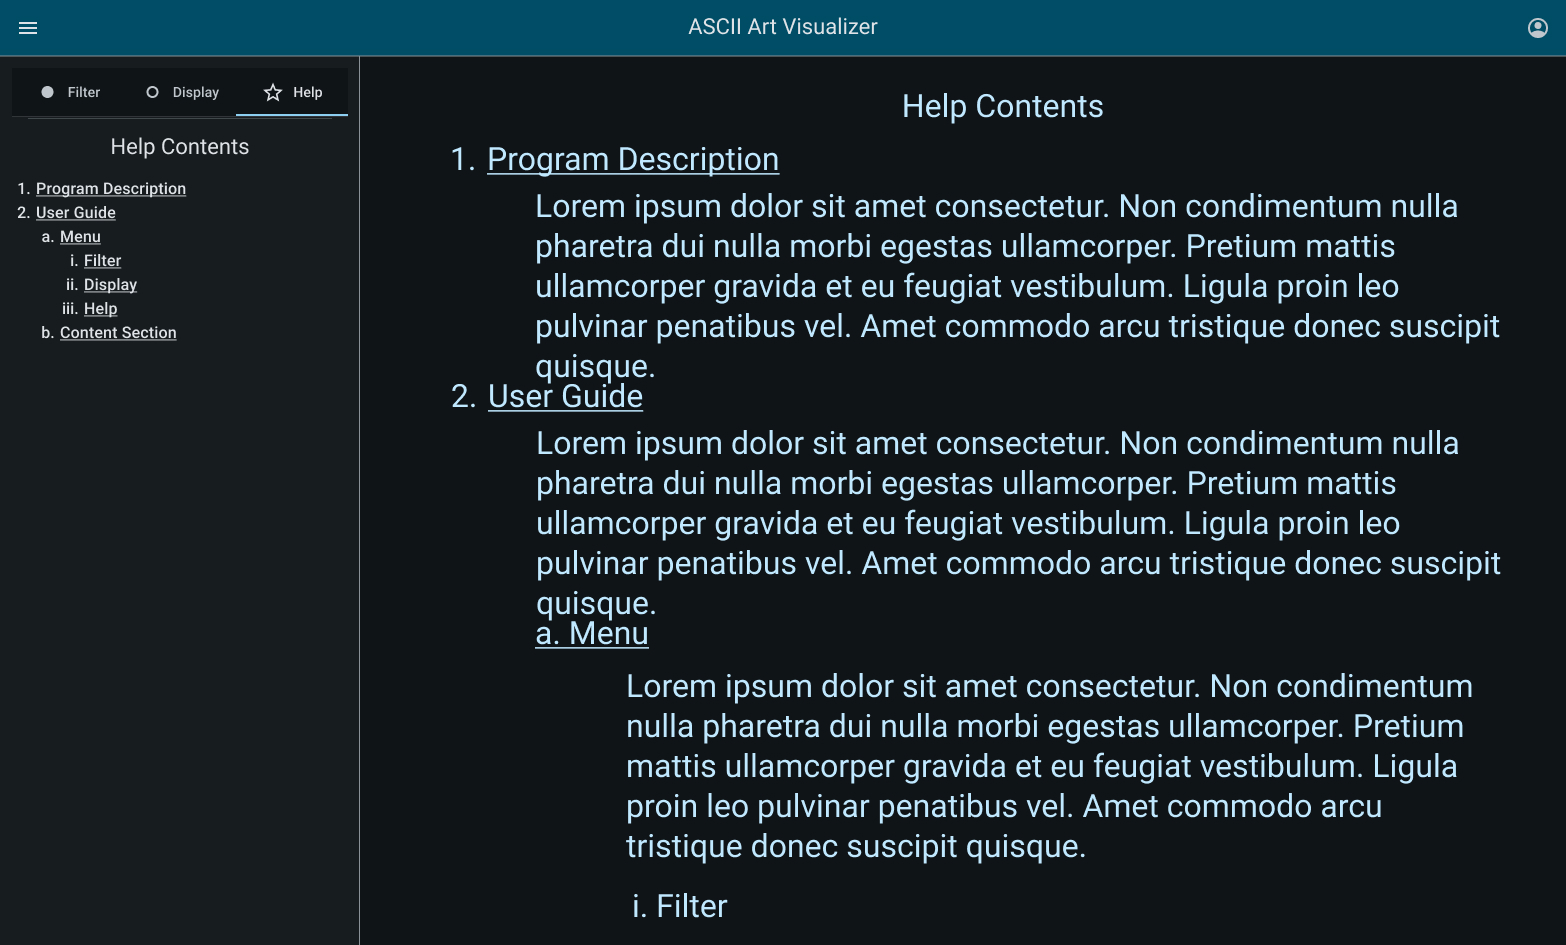 ASCII Art Visualizer
Filter
Display
Help
Help Contents
1. Program Description
2. User Guide
a. Menu
i. Filter
ii. Display
iii. Help
b. Content Section
Help Contents
1. Program Description
Lorem ipsum dolor sit amet consectetur. Non condimentum nulla
pharetra dui nulla morbi egestas ullamcorper. Pretium mattis
ullamcorper gravida et eu feugiat vestibulum. Ligula proin leo
pulvinar penatibus vel. Amet commodo arcu tristique donec suscipit
quisque.
2. User Guide
Lorem ipsum dolor sit amet consectetur. Non condimentum nulla
pharetra dui nulla morbi egestas ullamcorper. Pretium mattis
ullamcorper gravida et eu feugiat vestibulum. Ligula proin leo
pulvinar penatibus vel. Amet commodo arcu tristique donec suscipit
quisque.
a. Menu
Lorem ipsum dolor sit amet consectetur. Non condimentum
nulla pharetra dui nulla morbi egestas ullamcorper. Pretium
mattis ullamcorper gravida et eu feugiat vestibulum. Ligula
proin leo pulvinar penatibus vel. Amet commodo arcu
tristique donec suscipit quisque.
i. Filter